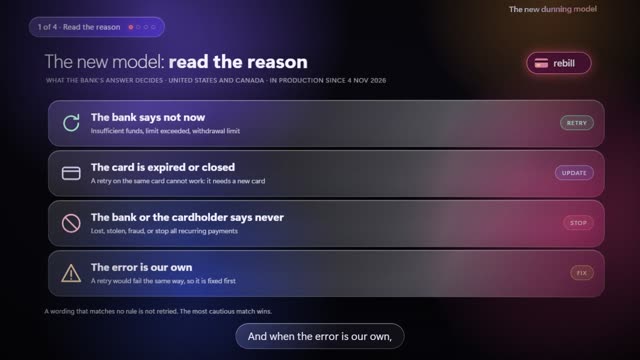 The new dunning model
1 of 4 · Read the reason
The new model: read the reason
WHAT THE BANK'S ANSWER DECIDES · UNITED STATES AND CANADA · IN PRODUCTION SINCE 4 NOV 2026
rebill
The bank says not now
Insufficient funds, limit exceeded, withdrawal limit
RETRY
The card is expired or closed
A retry on the same card cannot work: it needs a new card
UPDATE
The bank or the cardholder says never
Lost, stolen, fraud, or stop all recurring payments
STOP
The error is our own
A retry would fail the same way, so it is fixed first
FIX
A wording that matches no rule is not retried. The most cautious match wins.
And when the error is our own,